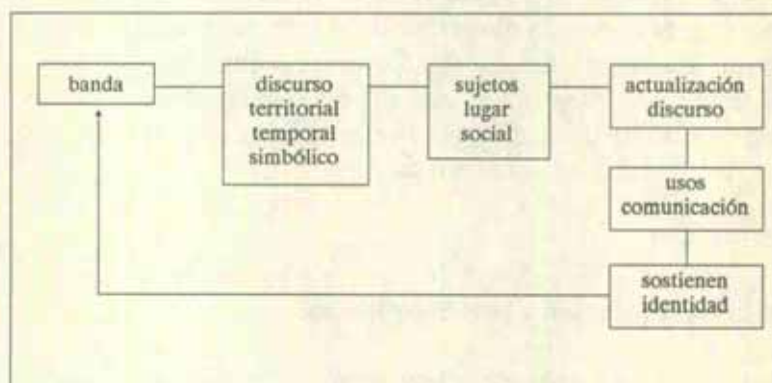 banda
discurso
territorial
temporal
simbólico
sujetos
lugar
social
actualización
discurso
usos
comunicación
sostienen
identidad